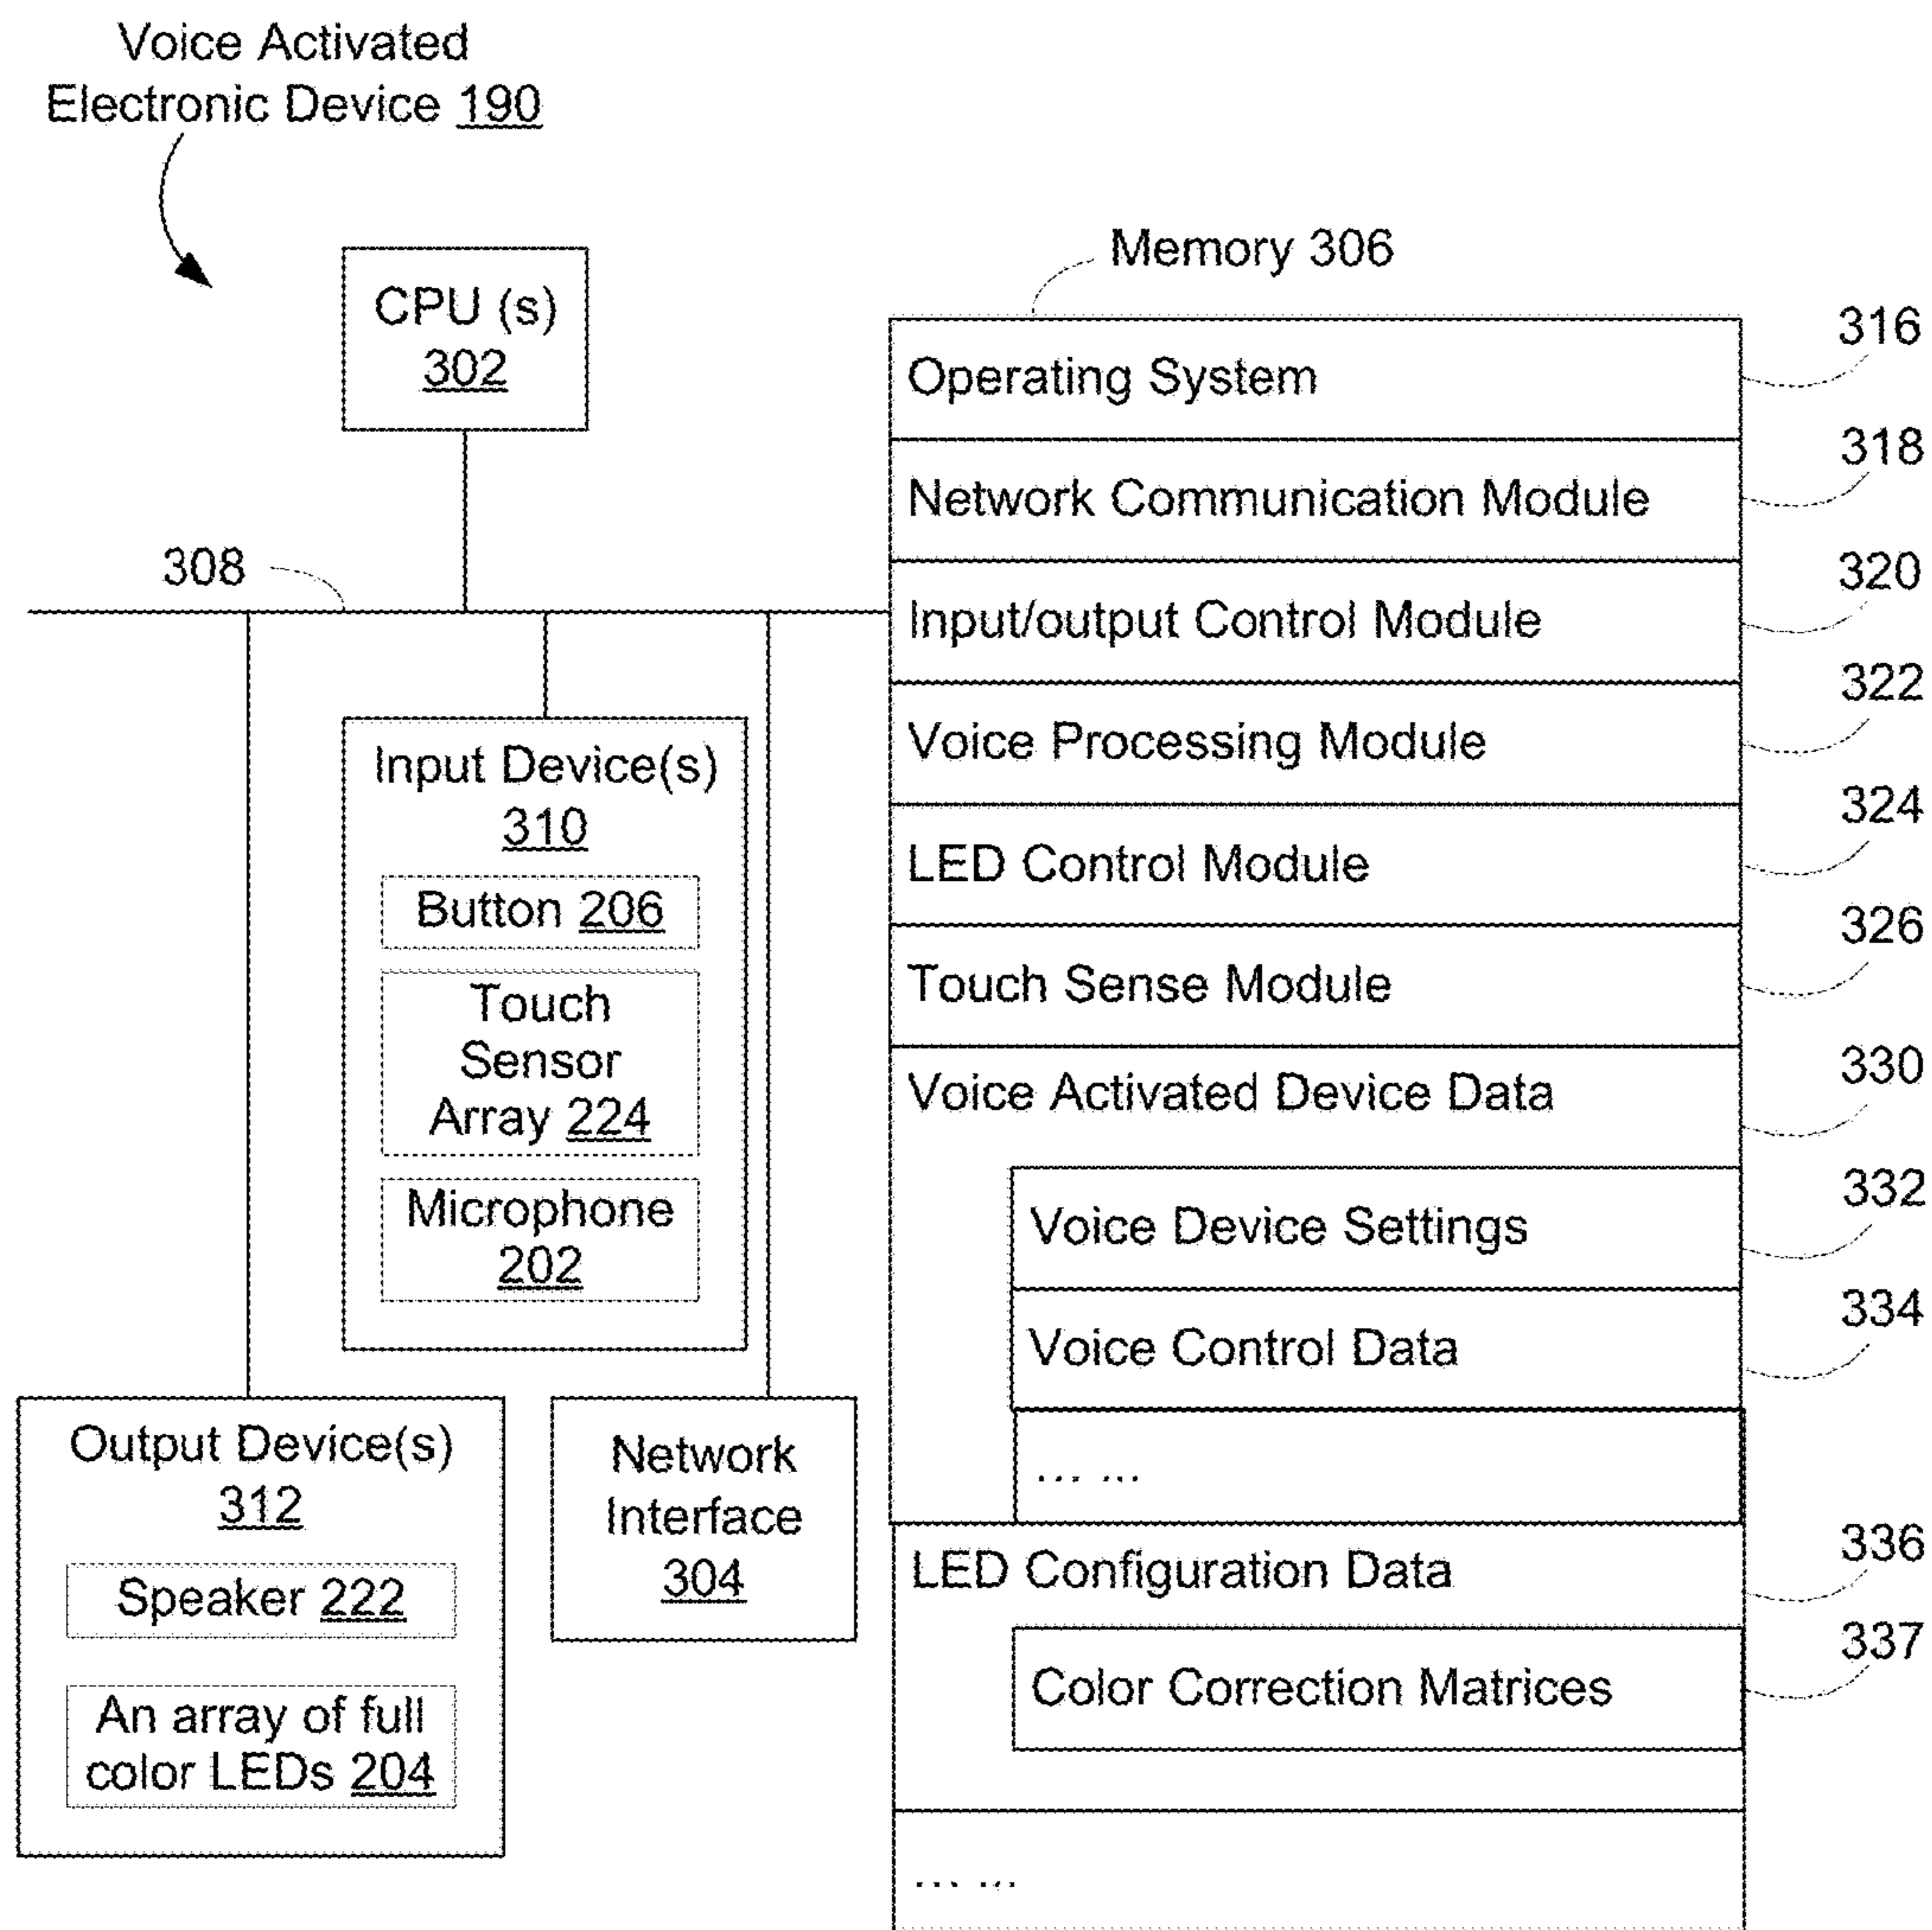 Voice Activated
Electronic Device 190
CPU (s)
302
308
Input Device(s)
310
Button 206
Touch
Sensor
Array 224
Microphone
202
Output Device(s)
312
Speaker 222
An array of full
color LEDs 204
Network
Interface
304
Memory 306
Operating System
316
Network Communication Module
318
Input/output Control Module
320
Voice Processing Module
322
LED Control Module
324
Touch Sense Module
326
Voice Activated Device Data
330
Voice Device Settings
332
Voice Control Data
334
... ...
LED Configuration Data
336
Color Correction Matrices
337
... ...